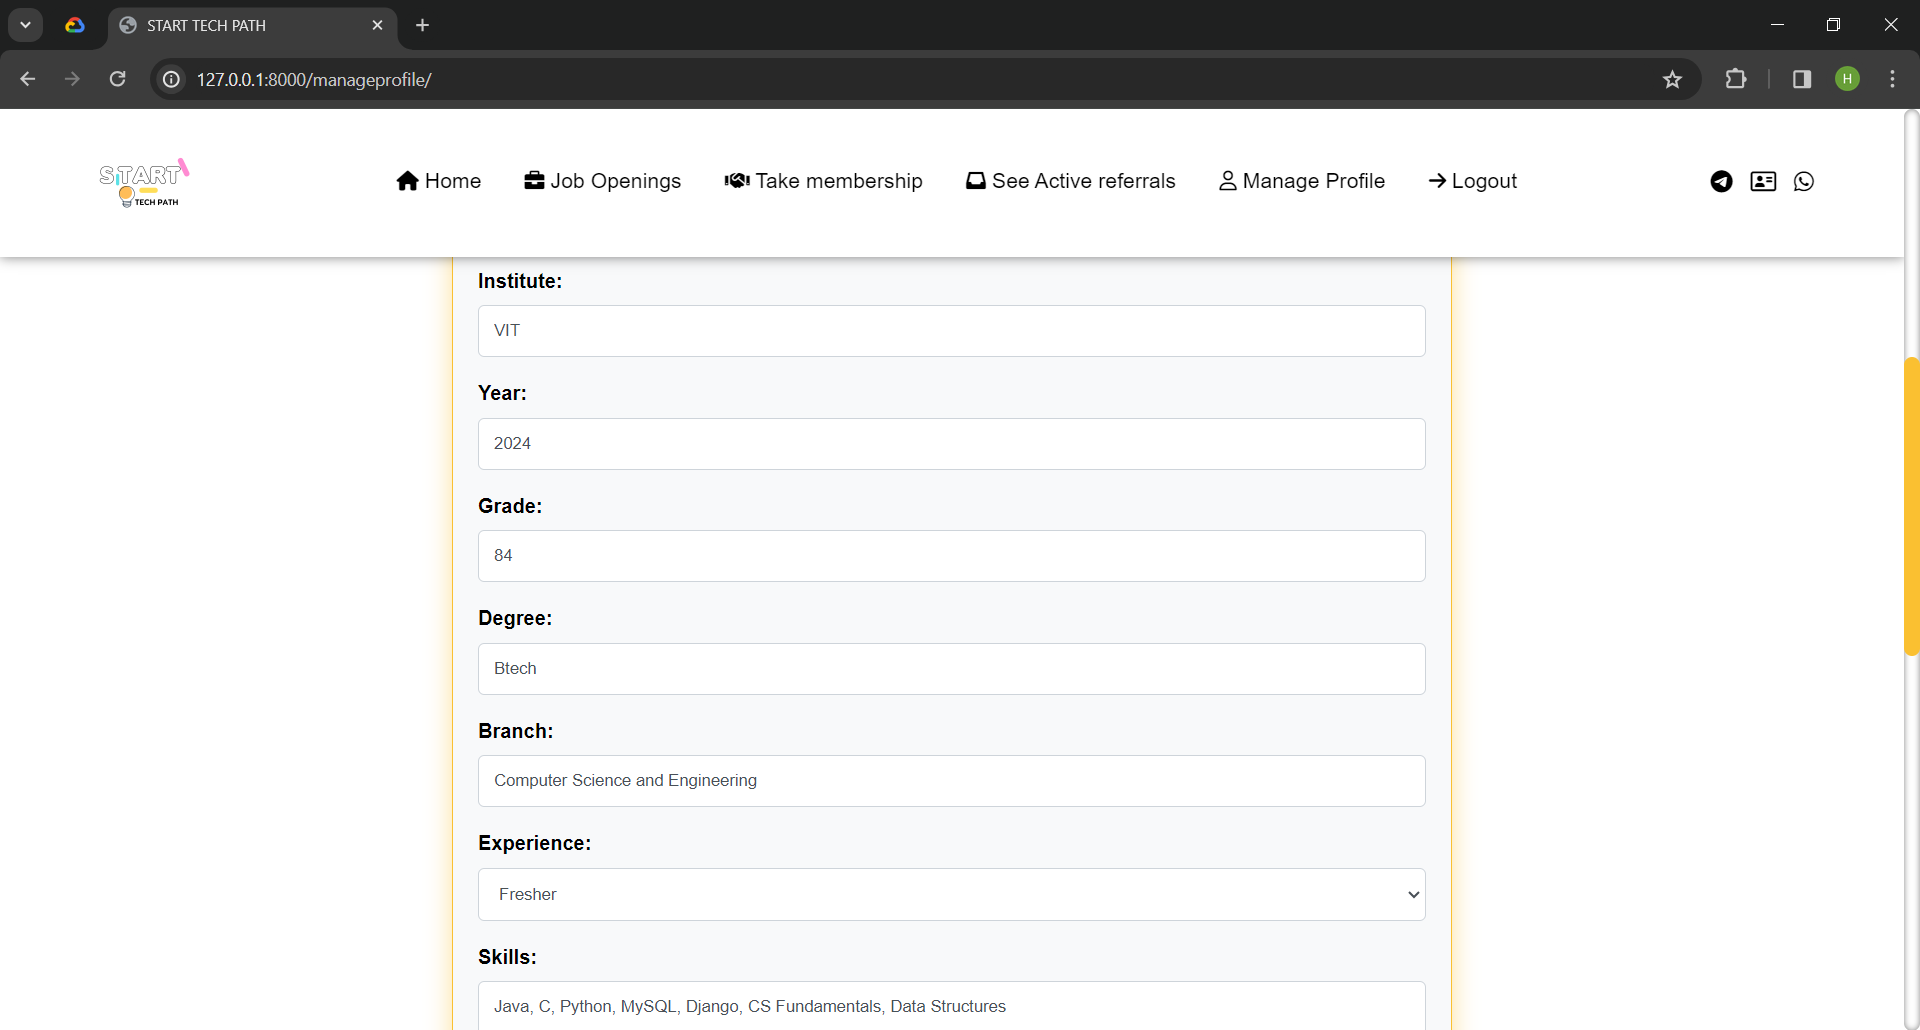 START TECH PATH
127.0.0.1:8000/manageprofile/
H
START
TECH PATH
Home
Job Openings
Take membership
See Active referrals
Manage Profile
Logout
Institute:
VIT
Year:
2024
Grade:
84
Degree:
Btech
Branch:
Computer Science and Engineering
Experience:
Fresher
Skills:
Java, C, Python, MySQL, Django, CS Fundamentals, Data Structures